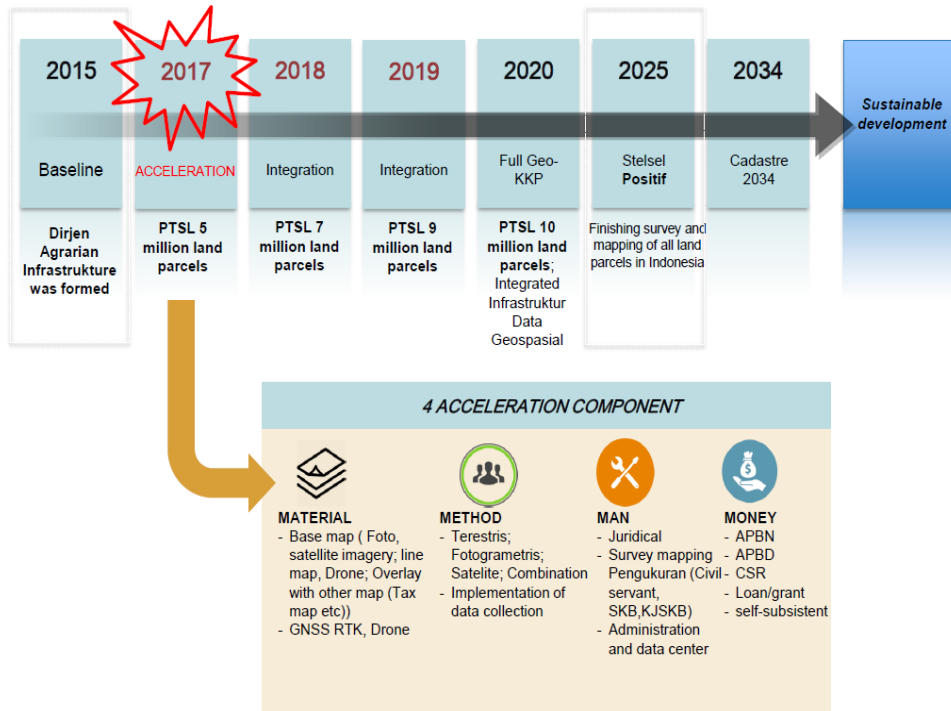 2015
2017
2018
2019
2020
2025
2034
Sustainable
development
Baseline
ACCELERATION
Integration
Integration
Full Geo-
KKP
Stelsel
Positif
Cadastre
2034
Dirjen
Agrarian
Infrastrukture
was formed
PTSL 5
million land
parcels
PTSL 7
million land
parcels
PTSL 9
million land
parcels
PTSL 10
million land
parcels;
Integrated
Infrastruktur
Data
Geospasial
Finishing survey and
mapping of all land
parcels in Indonesia
4 ACCELERATION COMPONENT
MATERIAL
- Base map ( Foto,
satellite imagery; line
map, Drone; Overlay
with other map (Tax
map etc))
- GNSS RTK, Drone
METHOD
- Terestris;
Fotogrametris;
Satelite; Combination
- Implementation of
data collection
MAN
- Juridical
- Survey mapping
Pengukuran (Civil
servant,
SKB,KJSKB)
- Administration
and data center
$
MONEY
- APBN
- APBD
- CSR
- Loan/grant
- self-subsistent